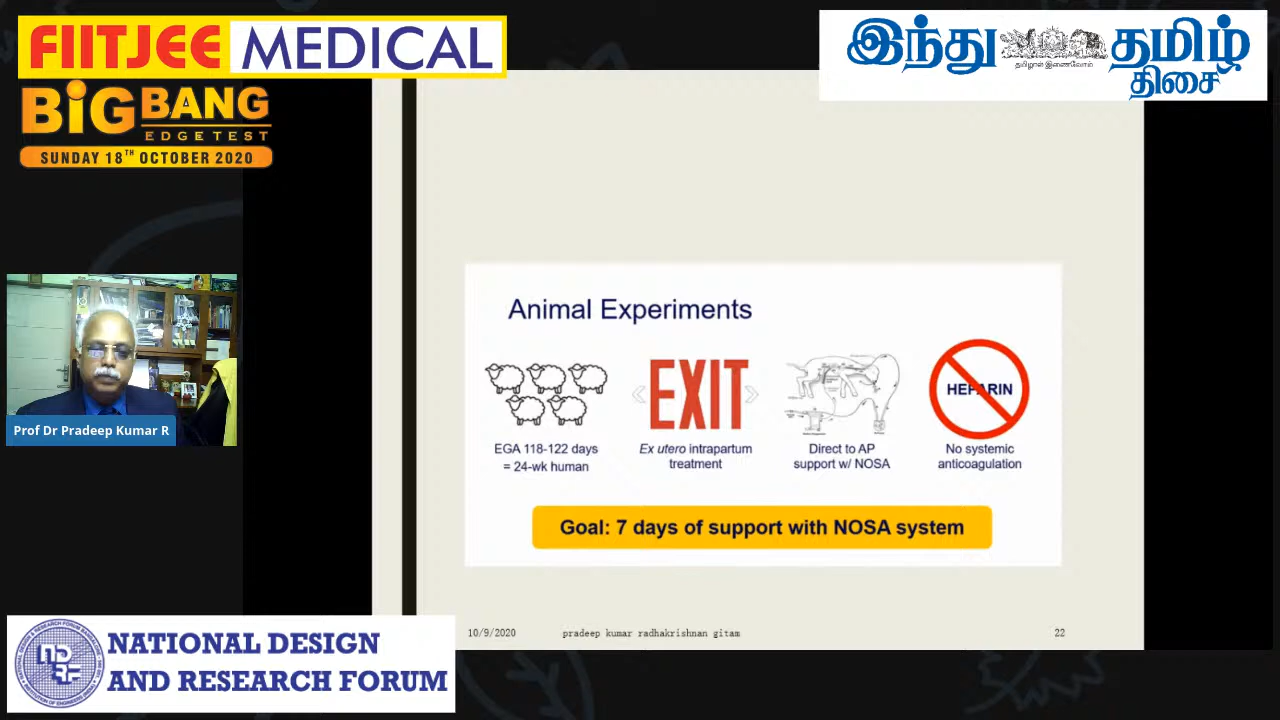 FIITJEE MEDICAL
BiG BANG
EDGE TEST
SUNDAY 18TH OCTOBER 2020
இந்து தமிழ் திசை
தமிழால் இணைவோம்
Prof Dr Pradeep Kumar R
Animal Experiments
EGA 118-122 days
= 24-wk human
EXIT
Ex utero intrapartum
treatment
Direct to AP
support w/ NOSA
HEPARIN
No systemic
anticoagulation
Goal: 7 days of support with NOSA system
10/9/2020 pradeep kumar radhakrishnan gitam 22
NDRF
NATIONAL DESIGN
AND RESEARCH FORUM